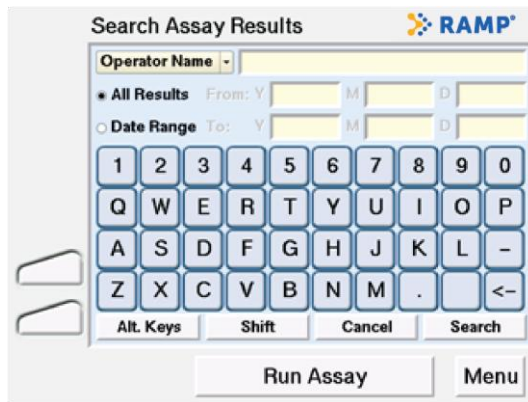 Search Assay Results RAMP®
Operator Name
All Results From: Y M D
Date Range To: Y M D
1 2 3 4 5 6 7 8 9 0
Q W E R T Y U I O P
A S D F G H J K L -
Z X C V B N M . <-
Alt. Keys Shift Cancel Search
Run Assay Menu